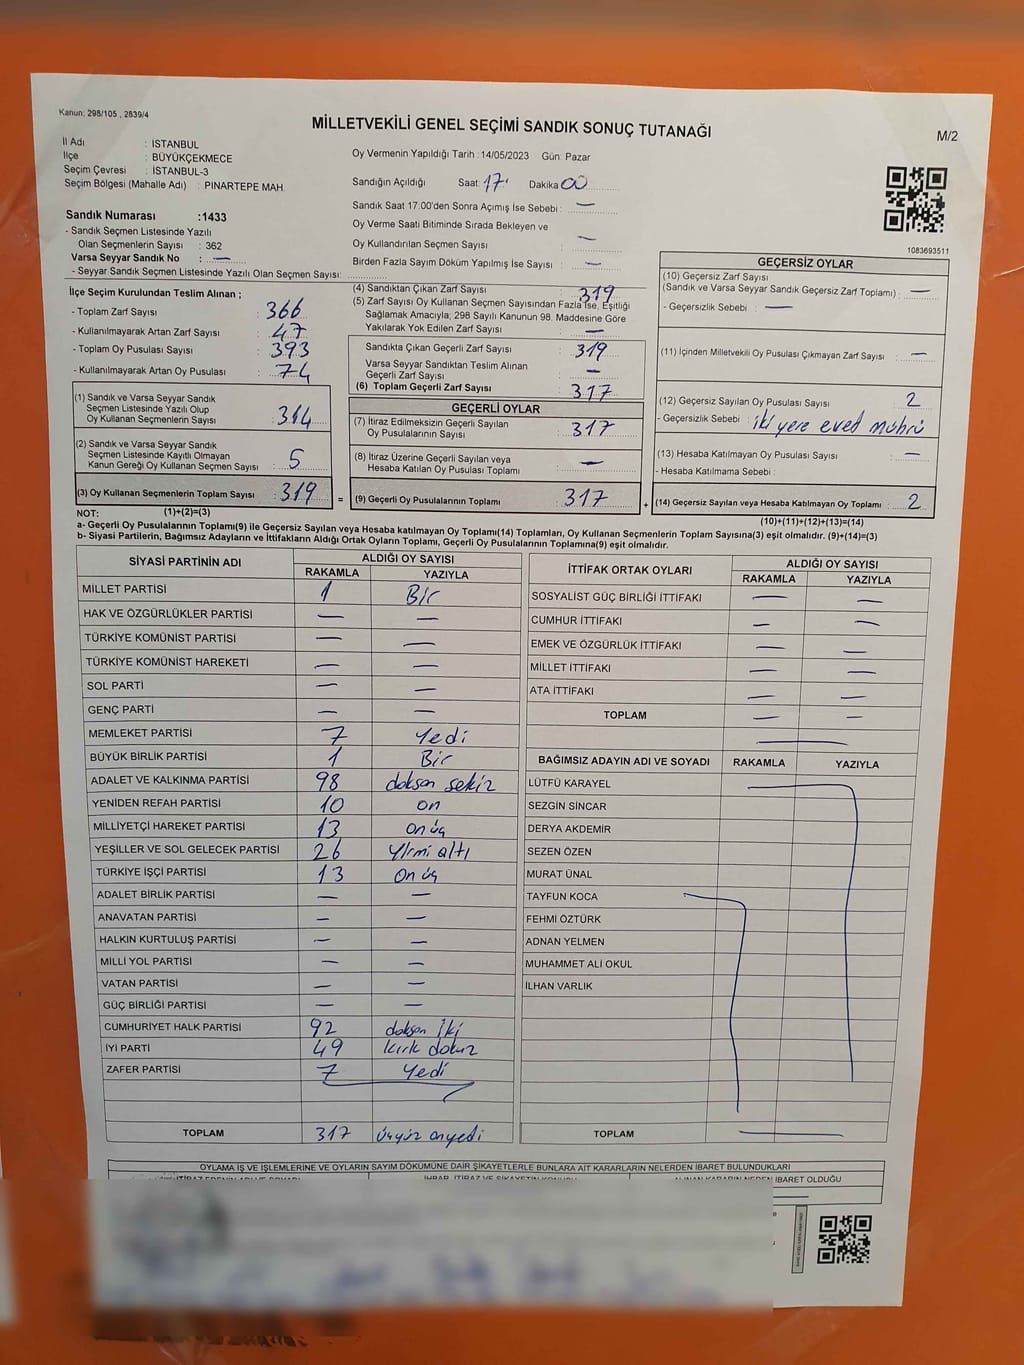 Kanun; 298/105 , 2839/4
MİLLETVEKİLİ GENEL SEÇİMİ SANDIK SONUÇ TUTANAĞI
M/2
İl Adı : İSTANBUL
İlçe : BÜYÜKÇEKMECE
Seçim Çevresi : İSTANBUL-3
Seçim Bölgesi (Mahalle Adı) : PINARTEPE MAH.
Oy Vermenin Yapıldığı Tarih :14/05/2023 Gün: Pazar
Sandığın Açıldığı Saat: 17 Dakika 00
Sandık Saat 17:00'den Sonra Açımış İse Sebebi : —
Oy Verme Saati Bitiminde Sırada Bekleyen ve
Oy Kullandırılan Seçmen Sayısı : —
Birden Fazla Sayım Döküm Yapılmış İse Sayısı : —
Sandık Numarası :1433
- Sandık Seçmen Listesinde Yazılı
Olan Seçmenlerin Sayısı : 362
Varsa Seyyar Sandık No : —
- Seyyar Sandık Seçmen Listesinde Yazılı Olan Seçmen Sayısı:
1083693511
İlçe Seçim Kurulundan Teslim Alınan ;
- Toplam Zarf Sayısı : 366
- Kullanılmayarak Artan Zarf Sayısı : 47
- Toplam Oy Pusulası Sayısı : 393
- Kullanılmayarak Artan Oy Pusulası : 74
(1) Sandık ve Varsa Seyyar Sandık
Seçmen Listesinde Yazılı Olup
Oy Kullanan Seçmenlerin Sayısı : 314
(2) Sandık ve Varsa Seyyar Sandık
Seçmen Listesinde Kayıtlı Olmayan
Kanun Gereği Oy Kullanan Seçmen Sayısı : 5
(3) Oy Kullanan Seçmenlerin Toplam Sayısı : 319
(4) Sandıktan Çıkan Zarf Sayısı : 319
(5) Zarf Sayısı Oy Kullanan Seçmen Sayısından Fazla İse, Eşitliği
Sağlamak Amacıyla; 298 Sayılı Kanunun 98. Maddesine Göre
Yakılarak Yok Edilen Zarf Sayısı : —
Sandıkta Çıkan Geçerli Zarf Sayısı : 319
Varsa Seyyar Sandıktan Teslim Alınan
Geçerli Zarf Sayısı : —
(6) Toplam Geçerli Zarf Sayısı : 317
GEÇERLİ OYLAR
(7) İtiraz Edilmeksizin Geçerli Sayılan
Oy Pusulalarının Sayısı : 317
(8) İtiraz Üzerine Geçerli Sayılan veya
Hesaba Katılan Oy Pusulası Toplamı : —
= (9) Geçerli Oy Pusulalarının Toplamı : 317
GEÇERSİZ OYLAR
(10) Geçersiz Zarf Sayısı
(Sandık ve Varsa Seyyar Sandık Geçersiz Zarf Toplamı) : —
- Geçersizlik Sebebi : —
(11) İçinden Milletvekili Oy Pusulası Çıkmayan Zarf Sayısı : —
(12) Geçersiz Sayılan Oy Pusulası Sayısı : 2
- Geçersizlik Sebebi : iki yere eved mührü
(13) Hesaba Katılmayan Oy Pusulası Sayısı : —
- Hesaba Katılmama Sebebi :
+ (14) Geçersiz Sayılan veya Hesaba Katılmayan Oy Toplamı : 2
NOT: (1)+(2)=(3)
(10)+(11)+(12)+(13)=(14)
a- Geçerli Oy Pusulalarının Toplamı(9) ile Geçersiz Sayılan veya Hesaba katılmayan Oy Toplamı(14) Toplamları, Oy Kullanan Seçmenlerin Toplam Sayısına(3) eşit olmalıdır. (9)+(14)=(3)
b- Siyasi Partilerin, Bağımsız Adayların ve İttifakların Aldığı Ortak Oyların Toplamı, Geçerli Oy Pusulalarının Toplamına(9) eşit olmalıdır.
SİYASİ PARTİNİN ADI ALDIĞI OY SAYISI
RAKAMLA YAZIYLA
MİLLET PARTİSİ 1 Bir
HAK VE ÖZGÜRLÜKLER PARTİSİ — —
TÜRKİYE KOMÜNİST PARTİSİ — —
TÜRKİYE KOMÜNİST HAREKETİ — —
SOL PARTİ — —
GENÇ PARTİ — —
MEMLEKET PARTİSİ 7 Yedi
BÜYÜK BİRLİK PARTİSİ 1 Bir
ADALET VE KALKINMA PARTİSİ 98 doksan sekiz
YENİDEN REFAH PARTİSİ 10 on
MİLLİYETÇİ HAREKET PARTİSİ 13 on üç
YEŞİLLER VE SOL GELECEK PARTİSİ 26 Yirmi altı
TÜRKİYE İŞÇİ PARTİSİ 13 On üç
ADALET BİRLİK PARTİSİ — —
ANAVATAN PARTİSİ — —
HALKIN KURTULUŞ PARTİSİ — —
MİLLİ YOL PARTİSİ — —
VATAN PARTİSİ — —
GÜÇ BİRLİĞİ PARTİSİ — —
CUMHURİYET HALK PARTİSİ 92 doksan iki
İYİ PARTİ 49 kırk dokuz
ZAFER PARTİSİ 7 Yedi
TOPLAM 317 üçyüz onyedi
İTTİFAK ORTAK OYLARI ALDIĞI OY SAYISI
RAKAMLA YAZIYLA
SOSYALİST GÜÇ BİRLİĞİ İTTİFAKI — —
CUMHUR İTTİFAKI — —
EMEK VE ÖZGÜRLÜK İTTİFAKI — —
MİLLET İTTİFAKI — —
ATA İTTİFAKI — —
TOPLAM — —
BAĞIMSIZ ADAYIN ADI VE SOYADI RAKAMLA YAZIYLA
LÜTFÜ KARAYEL
SEZGİN SİNCAR
DERYA AKDEMİR
SEZEN ÖZEN
MURAT ÜNAL
TAYFUN KOCA
FEHMİ ÖZTÜRK
ADNAN YELMEN
MUHAMMET ALİ OKUL
İLHAN VARLIK
TOPLAM —
OYLAMA İŞ VE İŞLEMLERİNE VE OYLARIN SAYIM DÖKÜMÜNE DAİR ŞİKAYETLERLE BUNLARA AİT KARARLARIN NELERDEN İBARET BULUNDUKLARI
İBARET OLDUĞU